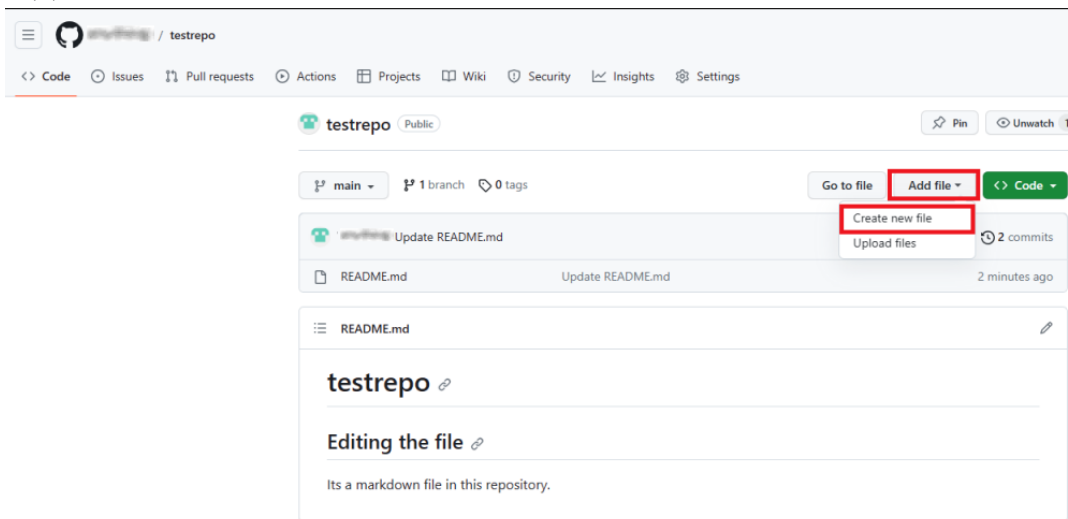 / testrepo
<> Code Issues Pull requests Actions Projects Wiki Security Insights Settings
testrepo Public Pin Unwatch 1
main 1 branch 0 tags Go to file Add file <> Code
Create new file
Update README.md 2 commits
Upload files
README.md Update README.md 2 minutes ago
README.md
testrepo
Editing the file
Its a markdown file in this repository.